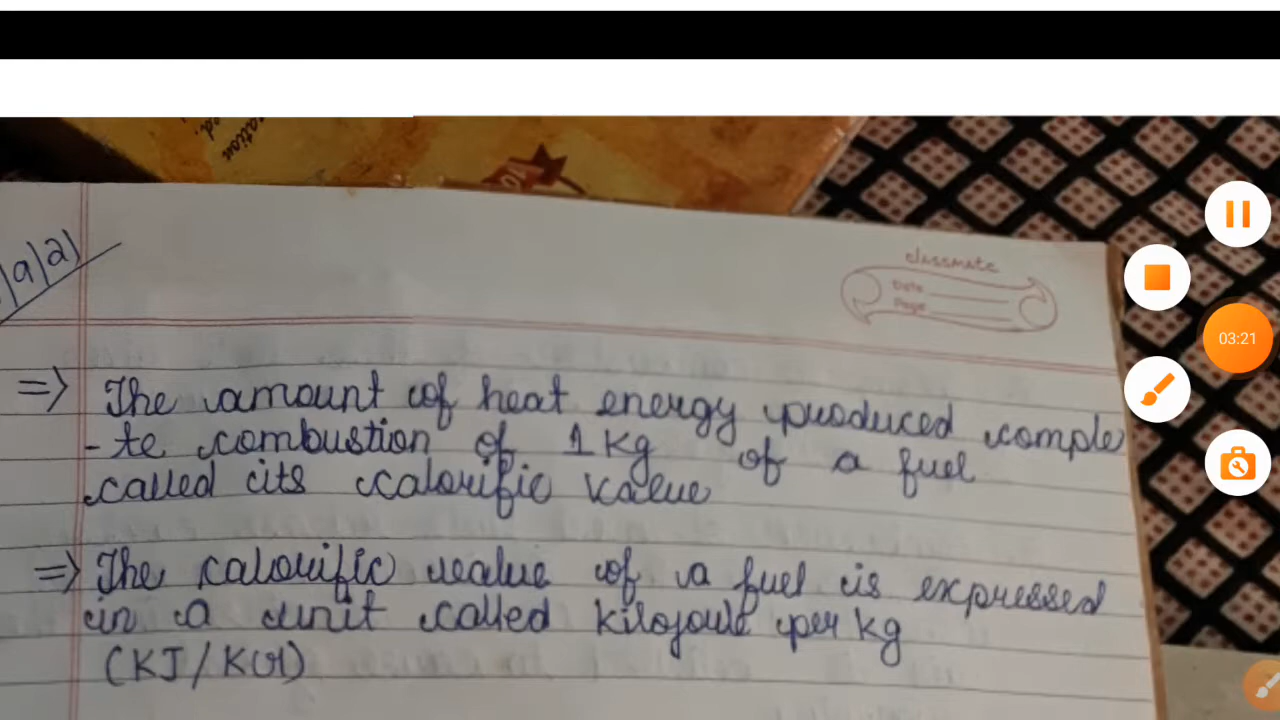 ation
ed.
classmate
Date
Page
|9|21
03:21
=> The amount of heat energy produced comple
-te combustion of 1 kg of a fuel
called its calorific value
=> The calorific value of a fuel is expressed
in a unit called kilojoule per kg
(KJ/KG)